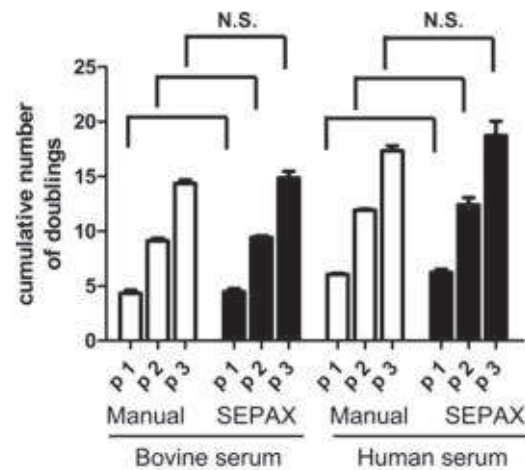 N.S. N.S.
25
20
15
10
5
0
cumulative number
of doublings
p 1 p 2 p 3 p 1 p 2 p 3 p 1 p 2 p 3 p 1 p 2 p 3
Manual SEPAX Manual SEPAX
Bovine serum Human serum